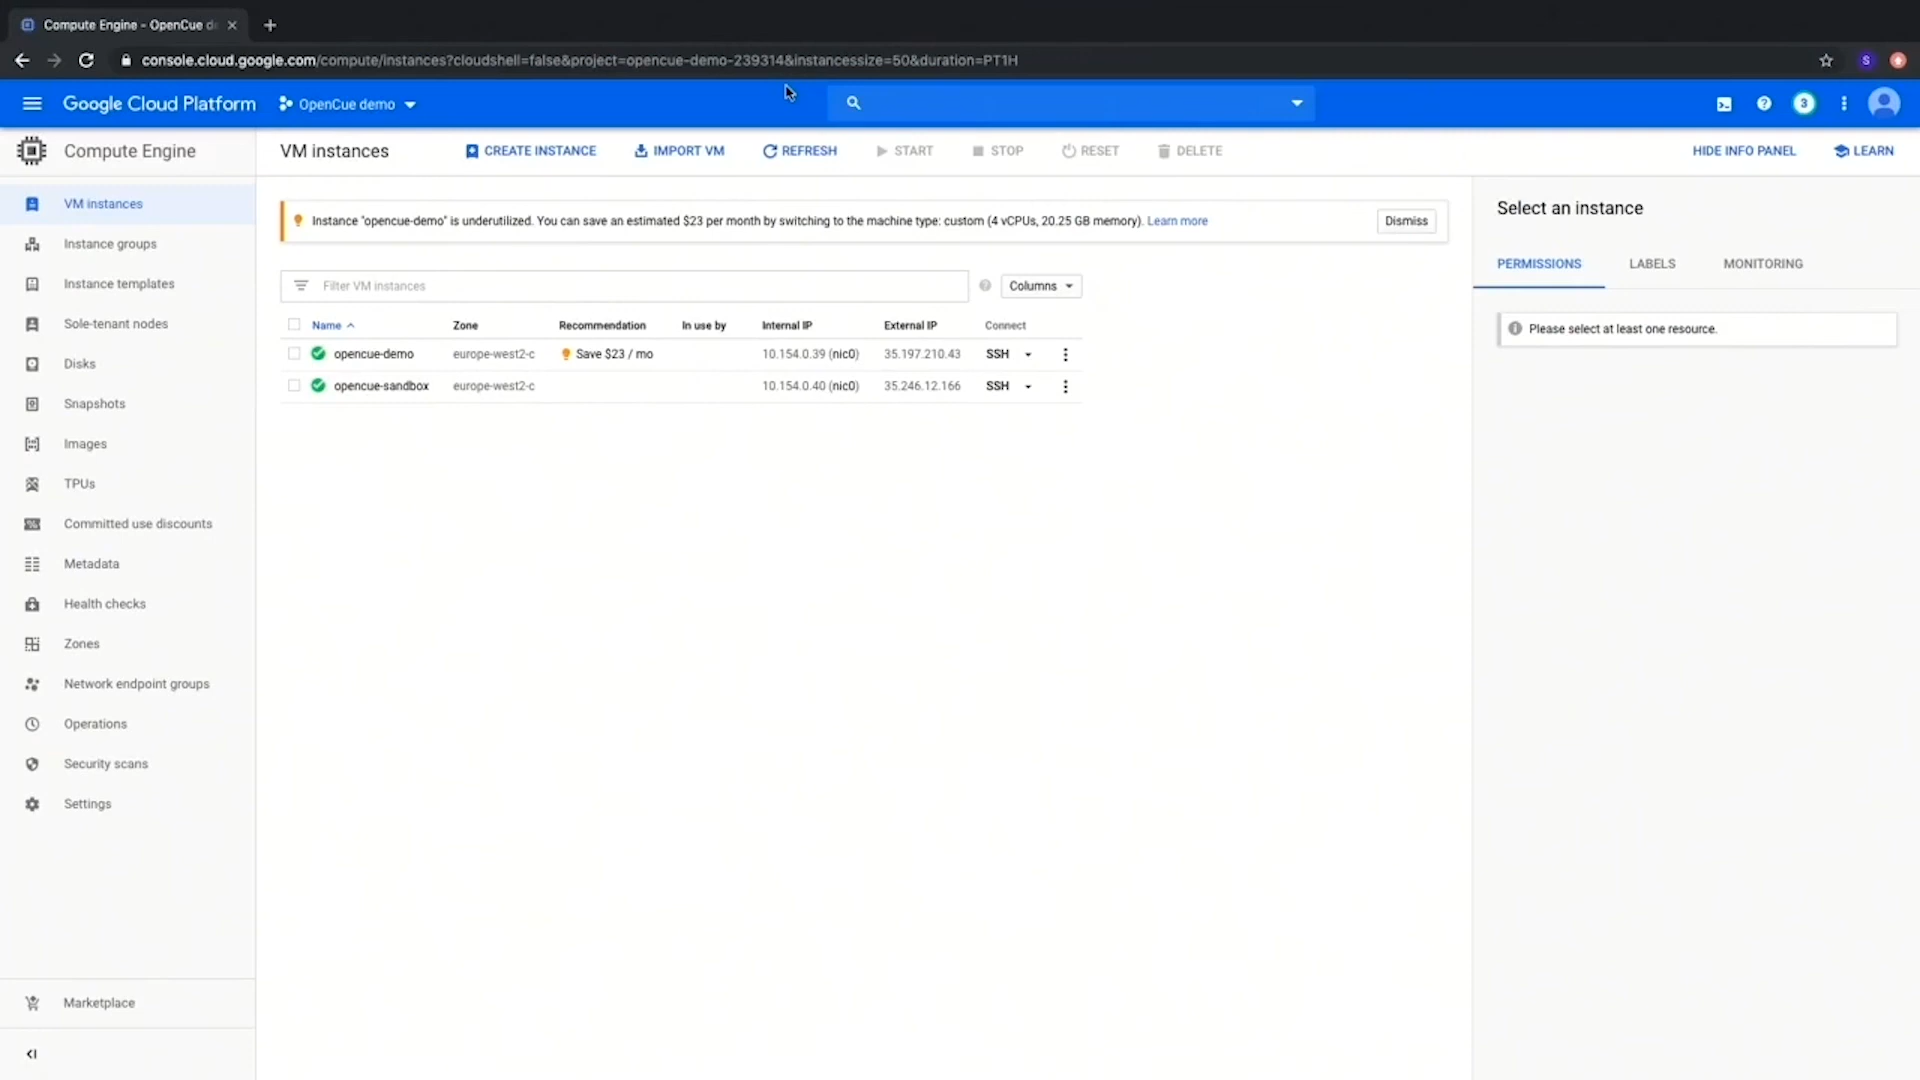 Compute Engine - OpenCue de
console.cloud.google.com/compute/instances?cloudshell=false&project=opencue-demo-239314&instancessize=50&duration=PT1H
S
Google Cloud Platform
OpenCue demo
3
Compute Engine
VM instances
CREATE INSTANCE
IMPORT VM
REFRESH
START
STOP
RESET
DELETE
HIDE INFO PANEL
LEARN
VM instances
Instance groups
Instance templates
Sole-tenant nodes
Disks
Snapshots
Images
TPUs
Committed use discounts
Metadata
Health checks
Zones
Network endpoint groups
Operations
Security scans
Settings
Marketplace
Instance "opencue-demo" is underutilized. You can save an estimated $23 per month by switching to the machine type: custom (4 vCPUs, 20.25 GB memory). Learn more
Dismiss
Filter VM instances
Columns
Name Zone Recommendation In use by Internal IP External IP Connect
opencue-demo europe-west2-c Save $23 / mo 10.154.0.39 (nic0) 35.197.210.43 SSH
opencue-sandbox europe-west2-c 10.154.0.40 (nic0) 35.246.12.166 SSH
Select an instance
PERMISSIONS
LABELS
MONITORING
Please select at least one resource.